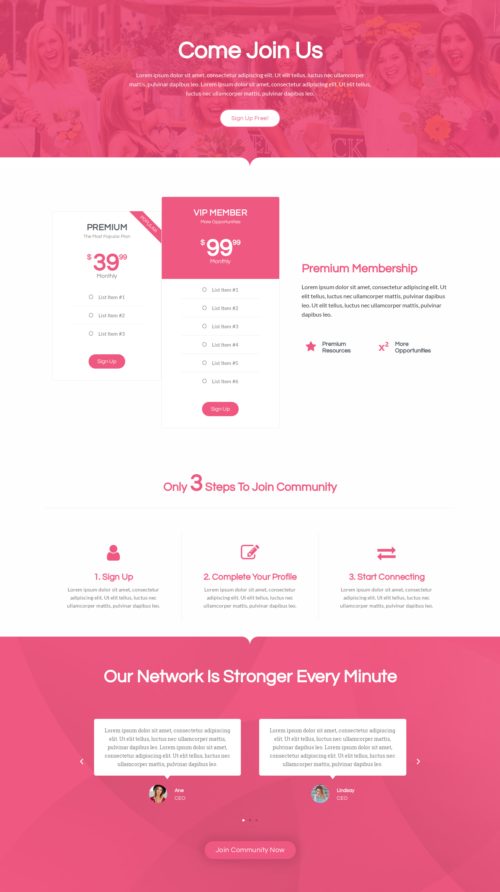 Come Join Us
Lorem ipsum dolor sit amet, consectetur adipiscing elit. Ut elit tellus, luctus nec ullamcorper
mattis, pulvinar dapibus leo. Lorem ipsum dolor sit amet, consectetur adipiscing elit. Ut elit tellus,
luctus nec ullamcorper mattis, pulvinar dapibus leo.
Sign Up Free!
PREMIUM
The Most Popular Plan
POPULAR
$39.99
Monthly
List Item #1
List Item #2
List Item #3
Sign Up
VIP MEMBER
More Opportunities
$99.99
Monthly
List Item #1
List Item #2
List Item #3
List Item #4
List Item #5
List Item #6
Sign Up
Premium Membership
Lorem ipsum dolor sit amet, consectetur adipiscing elit. Ut
elit tellus, luctus nec ullamcorper mattis, pulvinar dapibus
leo.
Premium
Resources
x²
More
Opportunities
Only 3 Steps To Join Community
1. Sign Up
Lorem ipsum dolor sit amet, consectetur
adipiscing elit. Ut elit tellus, luctus nec
ullamcorper mattis, pulvinar dapibus leo.
2. Complete Your Profile
Lorem ipsum dolor sit amet, consectetur
adipiscing elit. Ut elit tellus, luctus nec
ullamcorper mattis, pulvinar dapibus leo.
3. Start Connecting
Lorem ipsum dolor sit amet, consectetur
adipiscing elit. Ut elit tellus, luctus nec
ullamcorper mattis, pulvinar dapibus leo.
Our Network Is Stronger Every Minute
Lorem ipsum dolor sit amet, consectetur adipiscing
elit. Ut elit tellus, luctus nec ullamcorper mattis,
pulvinar dapibus leo. Lorem ipsum dolor sit amet,
consectetur adipiscing elit. Ut elit tellus, luctus nec
ullamcorper mattis, pulvinar dapibus leo.
Ane
CEO
Lorem ipsum dolor sit amet, consectetur adipiscing
elit. Ut elit tellus, luctus nec ullamcorper mattis,
pulvinar dapibus leo. Lorem ipsum dolor sit amet,
consectetur adipiscing elit. Ut elit tellus, luctus nec
ullamcorper mattis, pulvinar dapibus leo.
Lindsey
CEO
Join Community Now